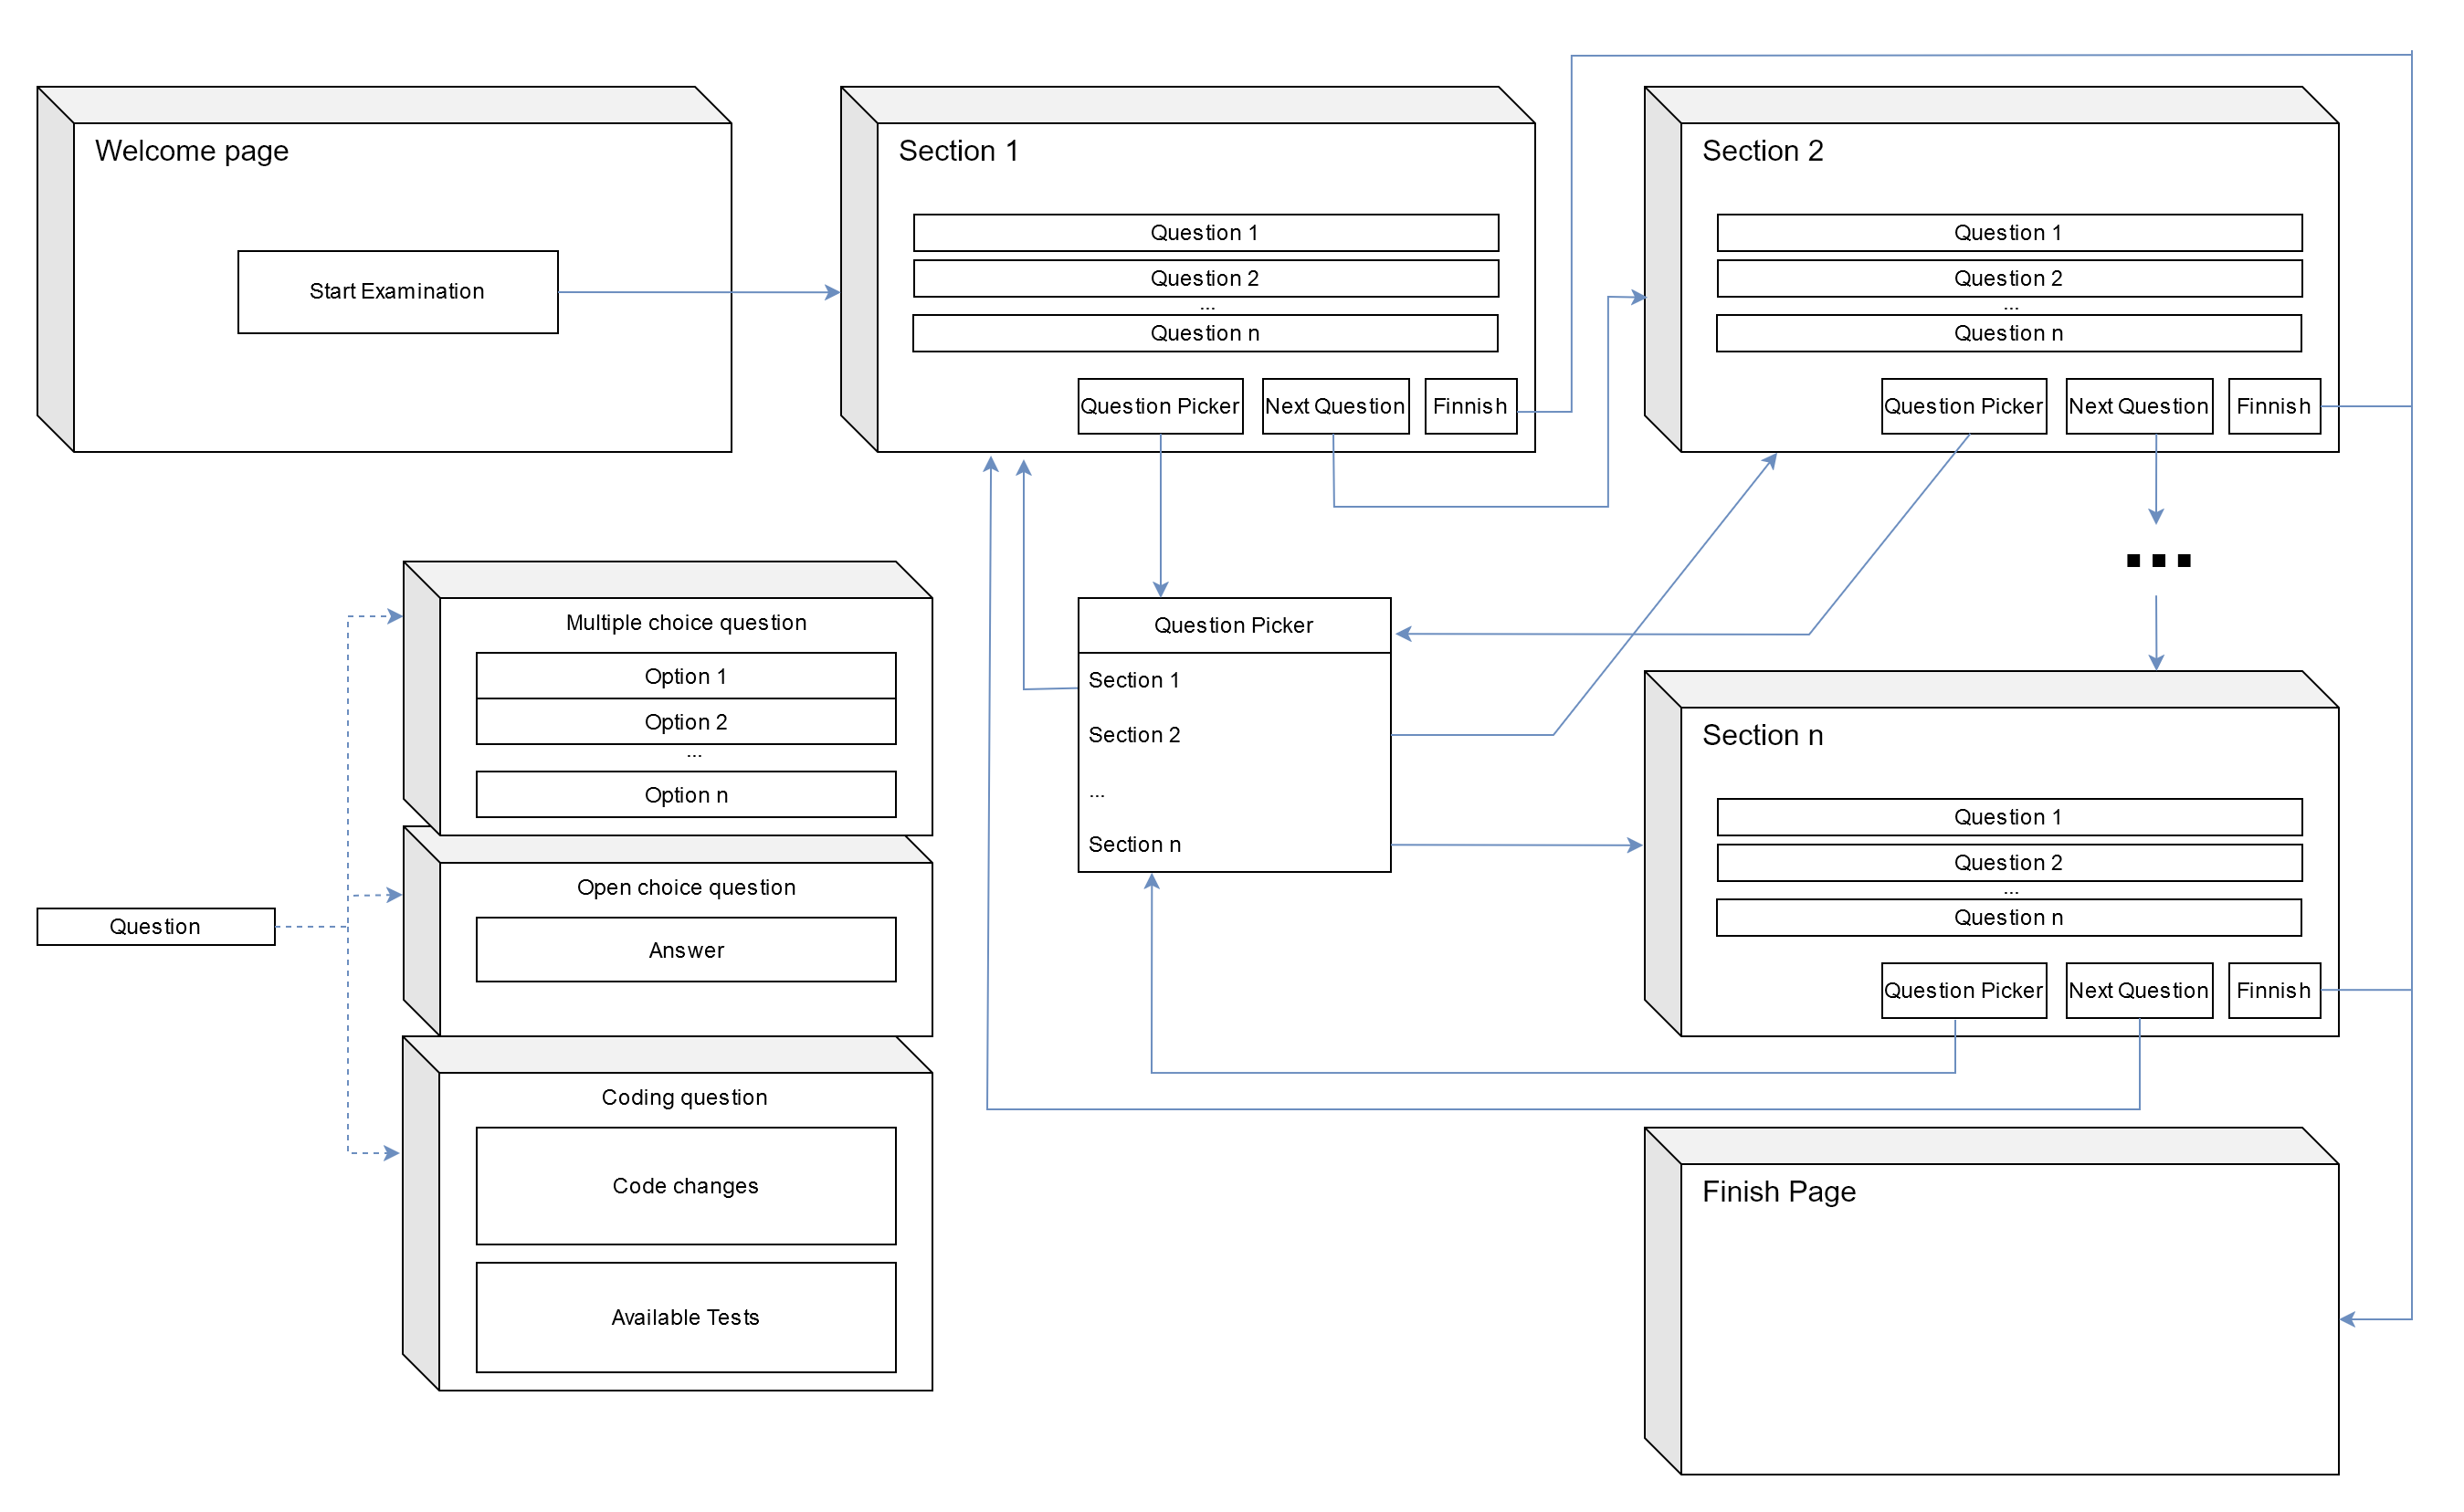 Welcome page
Start Examination
Section 1
Question 1
Question 2
...
Question n
Question Picker
Next Question
Finnish
Section 2
Question 1
Question 2
...
Question n
Question Picker
Next Question
Finnish
...
Multiple choice question
Option 1
Option 2
...
Option n
Question
Open choice question
Answer
Coding question
Code changes
Available Tests
Question Picker
Section 1
Section 2
...
Section n
Section n
Question 1
Question 2
...
Question n
Question Picker
Next Question
Finnish
Finish Page